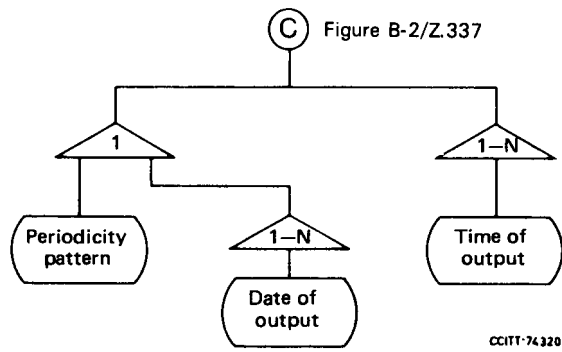 C Figure B-2/Z.337
1
1–N
Periodicity
pattern
1–N
Time of
output
Date of
output
CCITT-74320